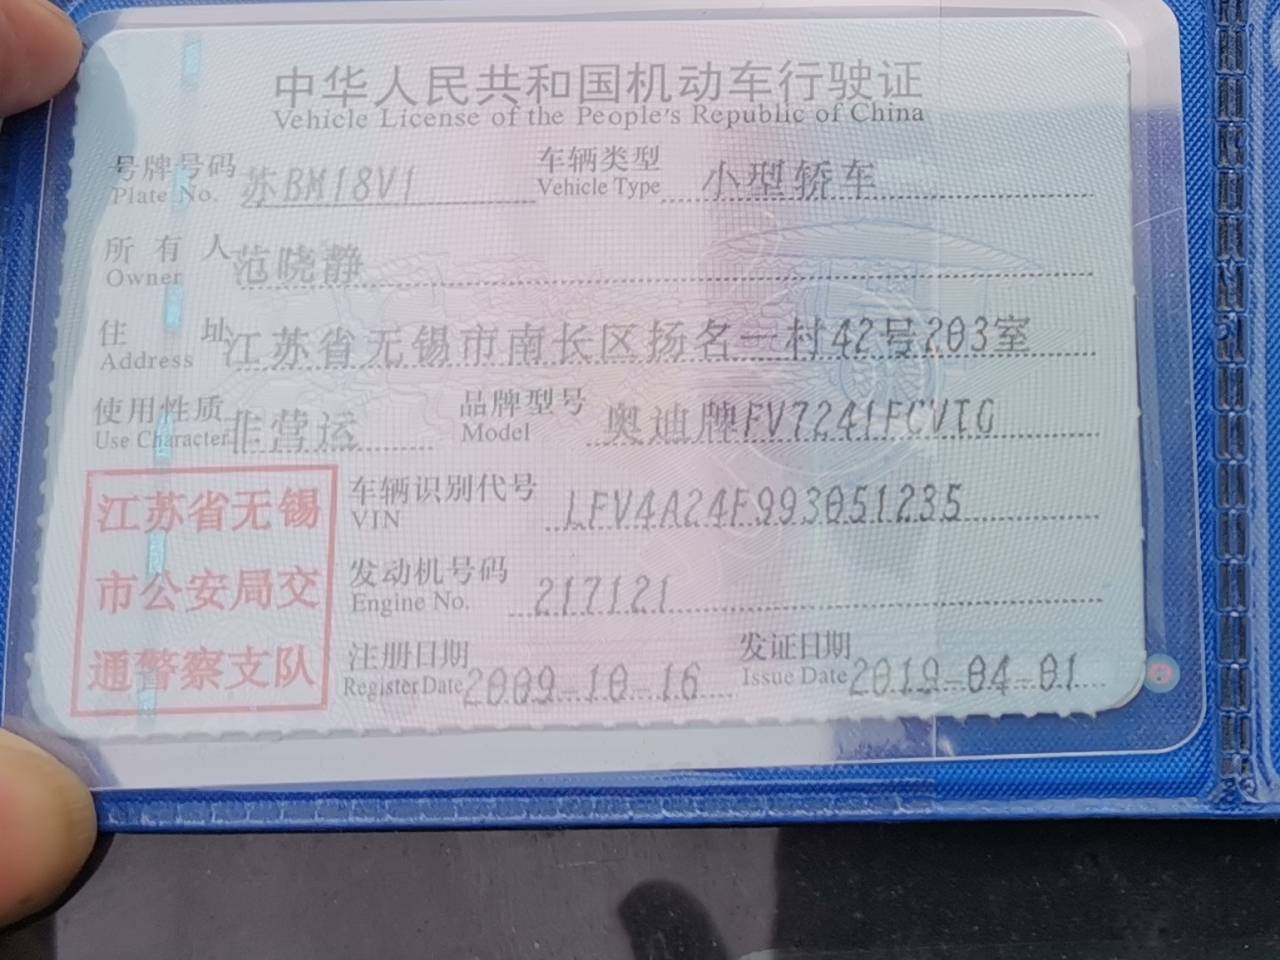 中华人民共和国机动车行驶证
Vehicle License of the People's Republic of China
号牌号码 苏BM18V1 车辆类型 小型轿车
Plate No. Vehicle Type
所有人 范晓静
Owner
住址 江苏省无锡市南长区扬名一村42号203室
Address
使用性质 非营运 品牌型号 奥迪牌FV7241FCVTG
Use Character Model
江苏省无锡
市公安局交
通警察支队
车辆识别代号 LFV4A24F993051235
VIN
发动机号码 217121
Engine No.
注册日期 2009-10-16 发证日期 2019-04-01
Register Date Issue Date